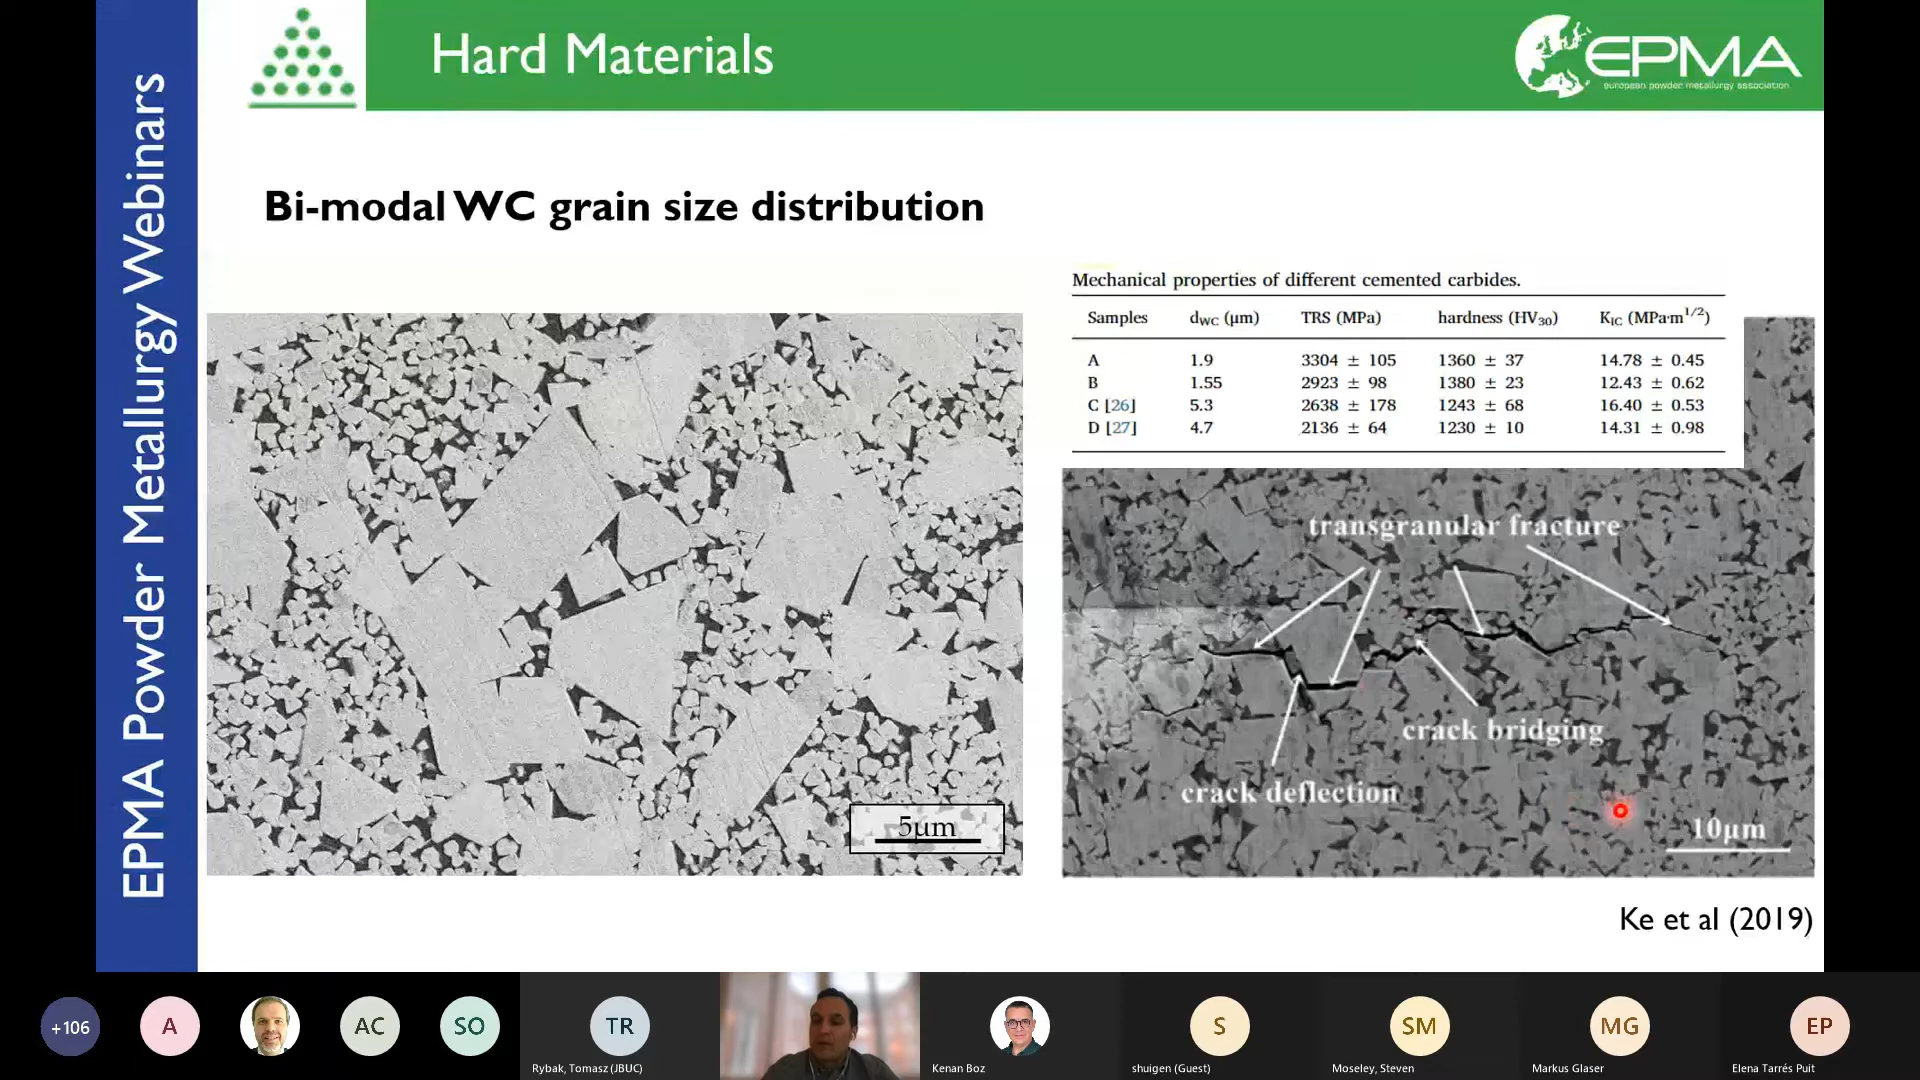 EPMA Powder Metallurgy Webinars
Hard Materials
EPMA
european powder metallurgy association
Bi-modal WC grain size distribution
Mechanical properties of different cemented carbides.
Samples dWC (µm) TRS (MPa) hardness (HV30) KIC (MPa·m1/2)
A 1.9 3304 ± 105 1360 ± 37 14.78 ± 0.45
B 1.55 2923 ± 98 1380 ± 23 12.43 ± 0.62
C [26] 5.3 2638 ± 178 1243 ± 68 16.40 ± 0.53
D [27] 4.7 2136 ± 64 1230 ± 10 14.31 ± 0.98
5µm
transgranular fracture
crack bridging
crack deflection
10µm
Ke et al (2019)
+106
A
AC
SO
TR
Rybak, Tomasz (JBUC)
Kenan Boz
S
shuigen (Guest)
SM
Moseley, Steven
MG
Markus Glaser
EP
Elena Tarrés Puit